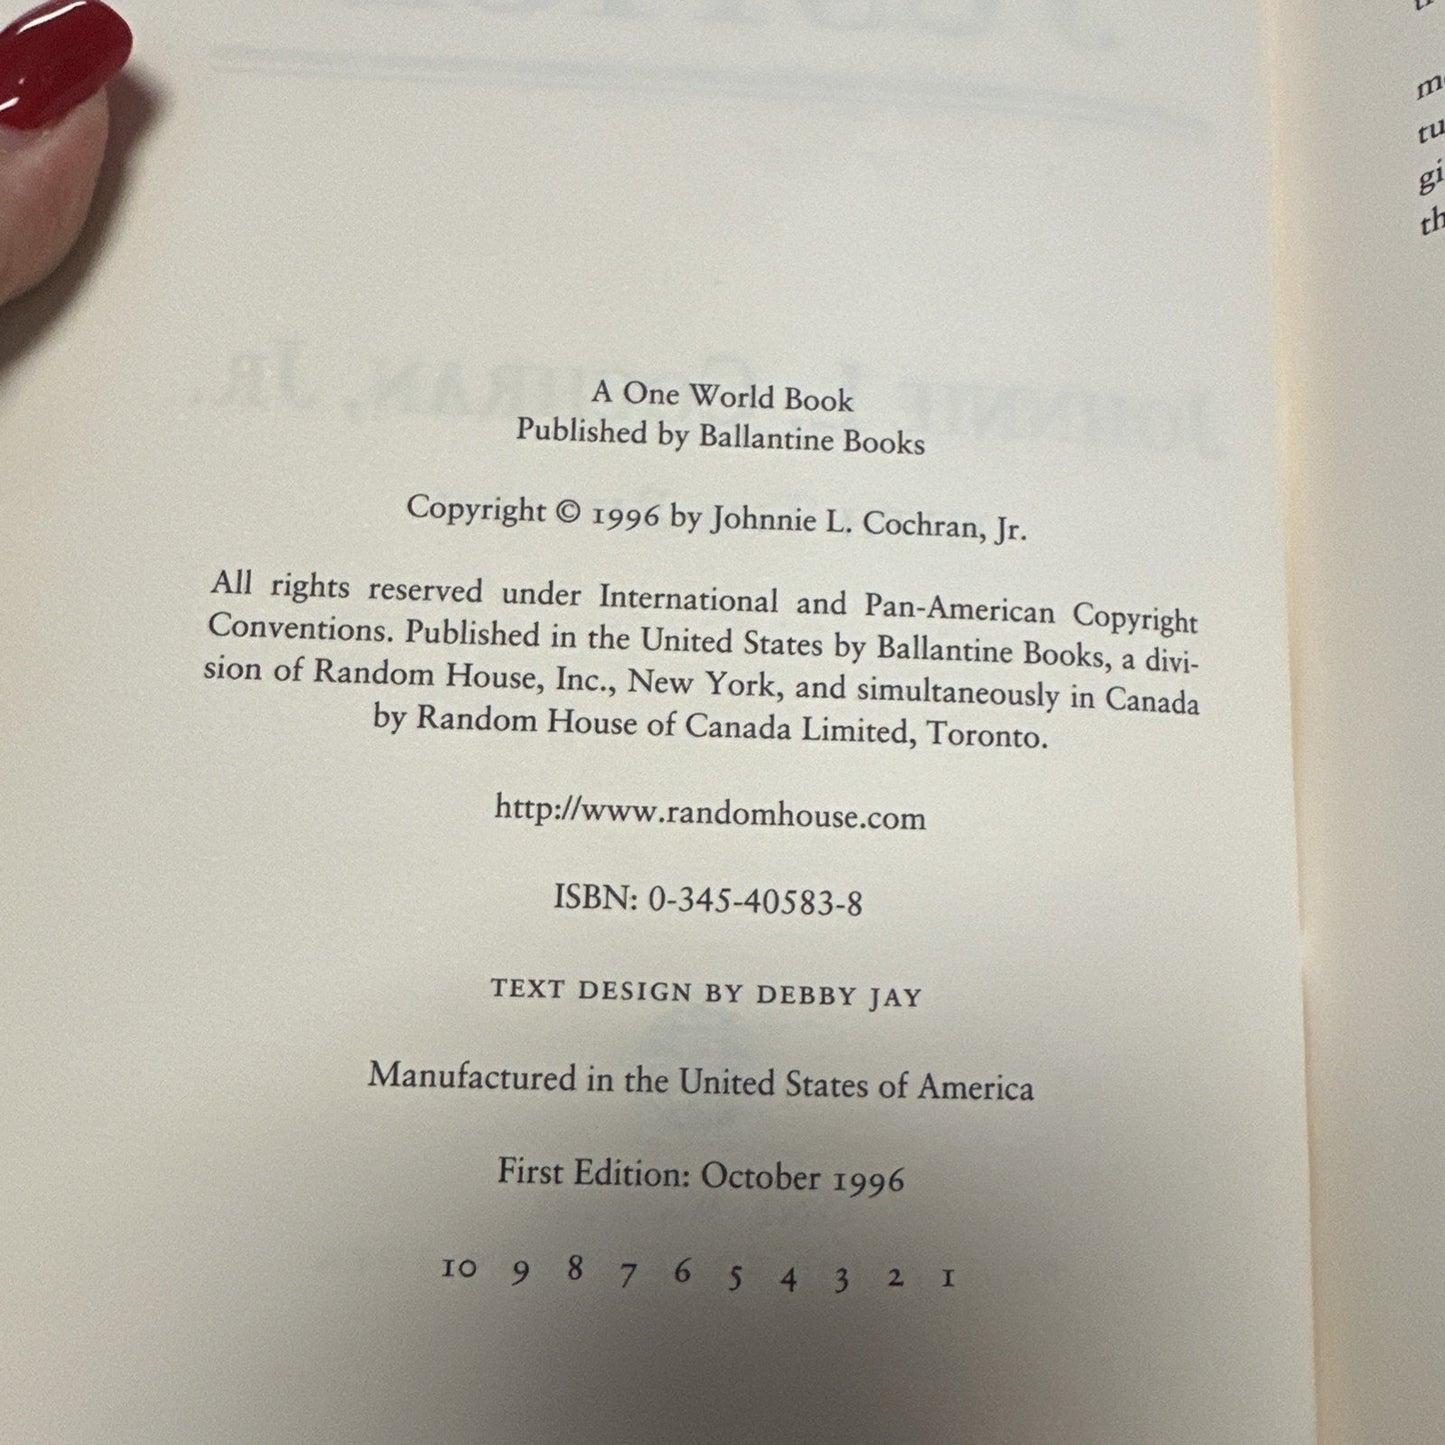 A One World Book
Published by Ballantine Books
Copyright © 1996 by Johnnie L. Cochran, Jr.
All rights reserved under International and Pan-American Copyright
Conventions. Published in the United States by Ballantine Books, a divi-
sion of Random House, Inc., New York, and simultaneously in Canada
by Random House of Canada Limited, Toronto.
http://www.randomhouse.com
ISBN: 0-345-40583-8
TEXT DESIGN BY DEBBY JAY
Manufactured in the United States of America
First Edition: October 1996
10 9 8 7 6 5 4 3 2 1